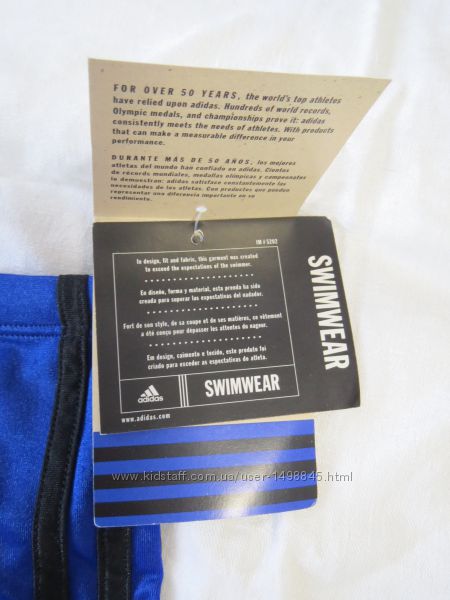 FOR OVER 50 YEARS, the world's top athletes
have relied upon adidas. Hundreds of world records,
Olympic medals, and championships prove it: adidas
consistently meets the needs of athletes. With products
that can make a measurable difference in your
performance.
DURANTE MÁS DE 50 AÑOS, los mejores
atletas del mundo han confiado en adidas. Cientos
de récords mundiales, medallas olímpicas y campeonatos
lo demuestran: adidas satisface constantemente las
necesidades de los atletas. Con productos que pueden
representar una diferencia importante en su
rendimiento.
IM # 5292
In design, fit and fabric, this garment was created
to exceed the expectations of the swimmer.
En diseño, forma y material, esta prenda ha sido
creada para superar las expectativas del nadador.
Fort de son style, de sa coupe et de ses matières, ce vêtement
a été conçu pour dépasser les attentes du nageur.
Em design, caimento e tecido, este produto foi
criado para exceder as expectativas do atleta.
adidas
SWIMWEAR
www.adidas.com
SWIMWEAR
www.kidstaff.com.ua/user-1498845.html